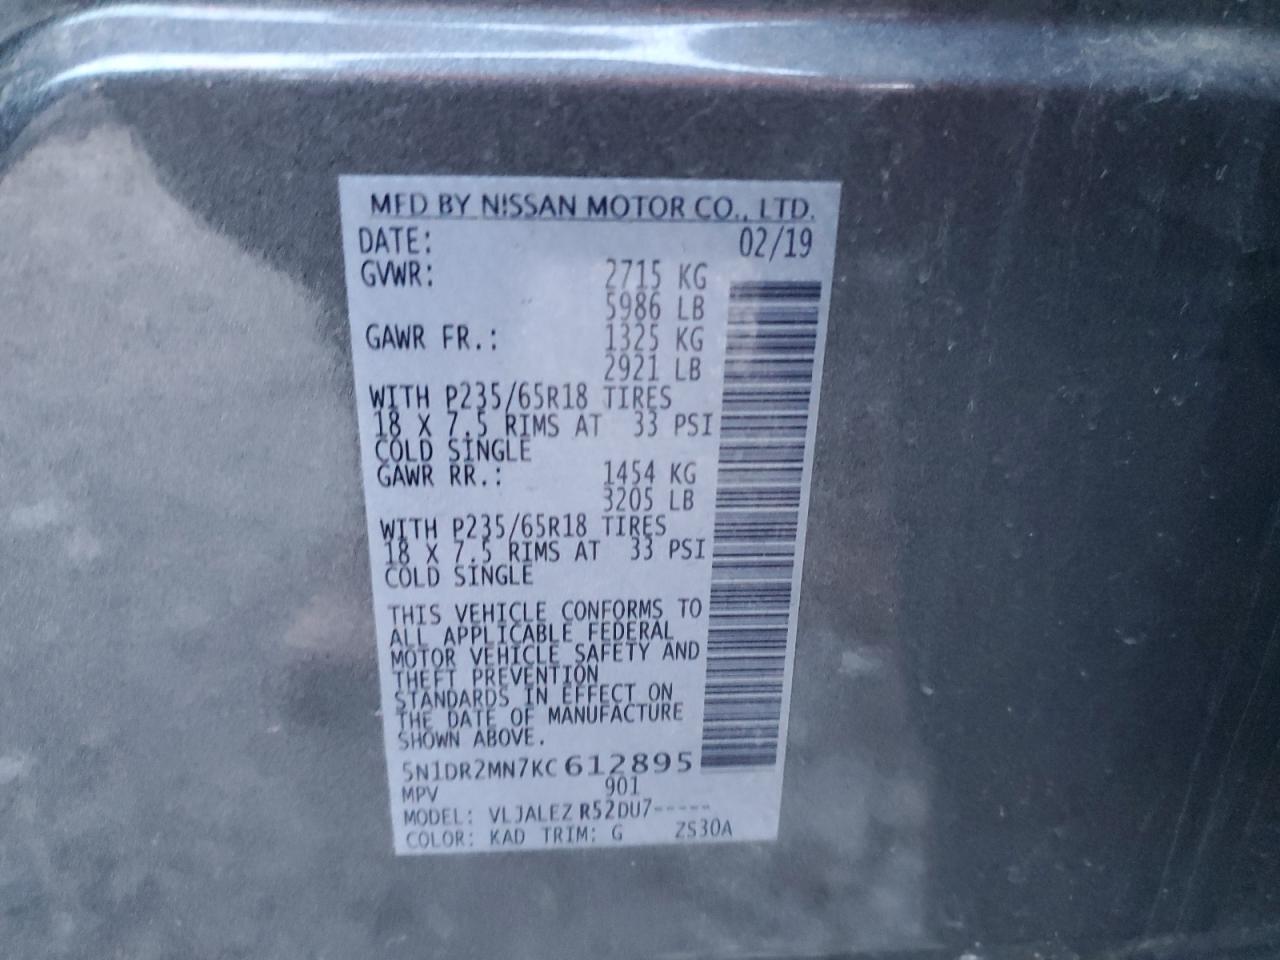 MFD BY NISSAN MOTOR CO., LTD.
DATE: 02/19
GVWR: 2715 KG
5986 LB
GAWR FR.: 1325 KG
2921 LB
WITH P235/65R18 TIRES
18 X 7.5 RIMS AT 33 PSI
COLD SINGLE
GAWR RR.: 1454 KG
3205 LB
WITH P235/65R18 TIRES
18 X 7.5 RIMS AT 33 PSI
COLD SINGLE
THIS VEHICLE CONFORMS TO
ALL APPLICABLE FEDERAL
MOTOR VEHICLE SAFETY AND
THEFT PREVENTION
STANDARDS IN EFFECT ON
THE DATE OF MANUFACTURE
SHOWN ABOVE.
5N1DR2MN7KC612895
MPV 901
MODEL: VLJALEZ R52DU7-----
COLOR: KAD TRIM: G ZS30A